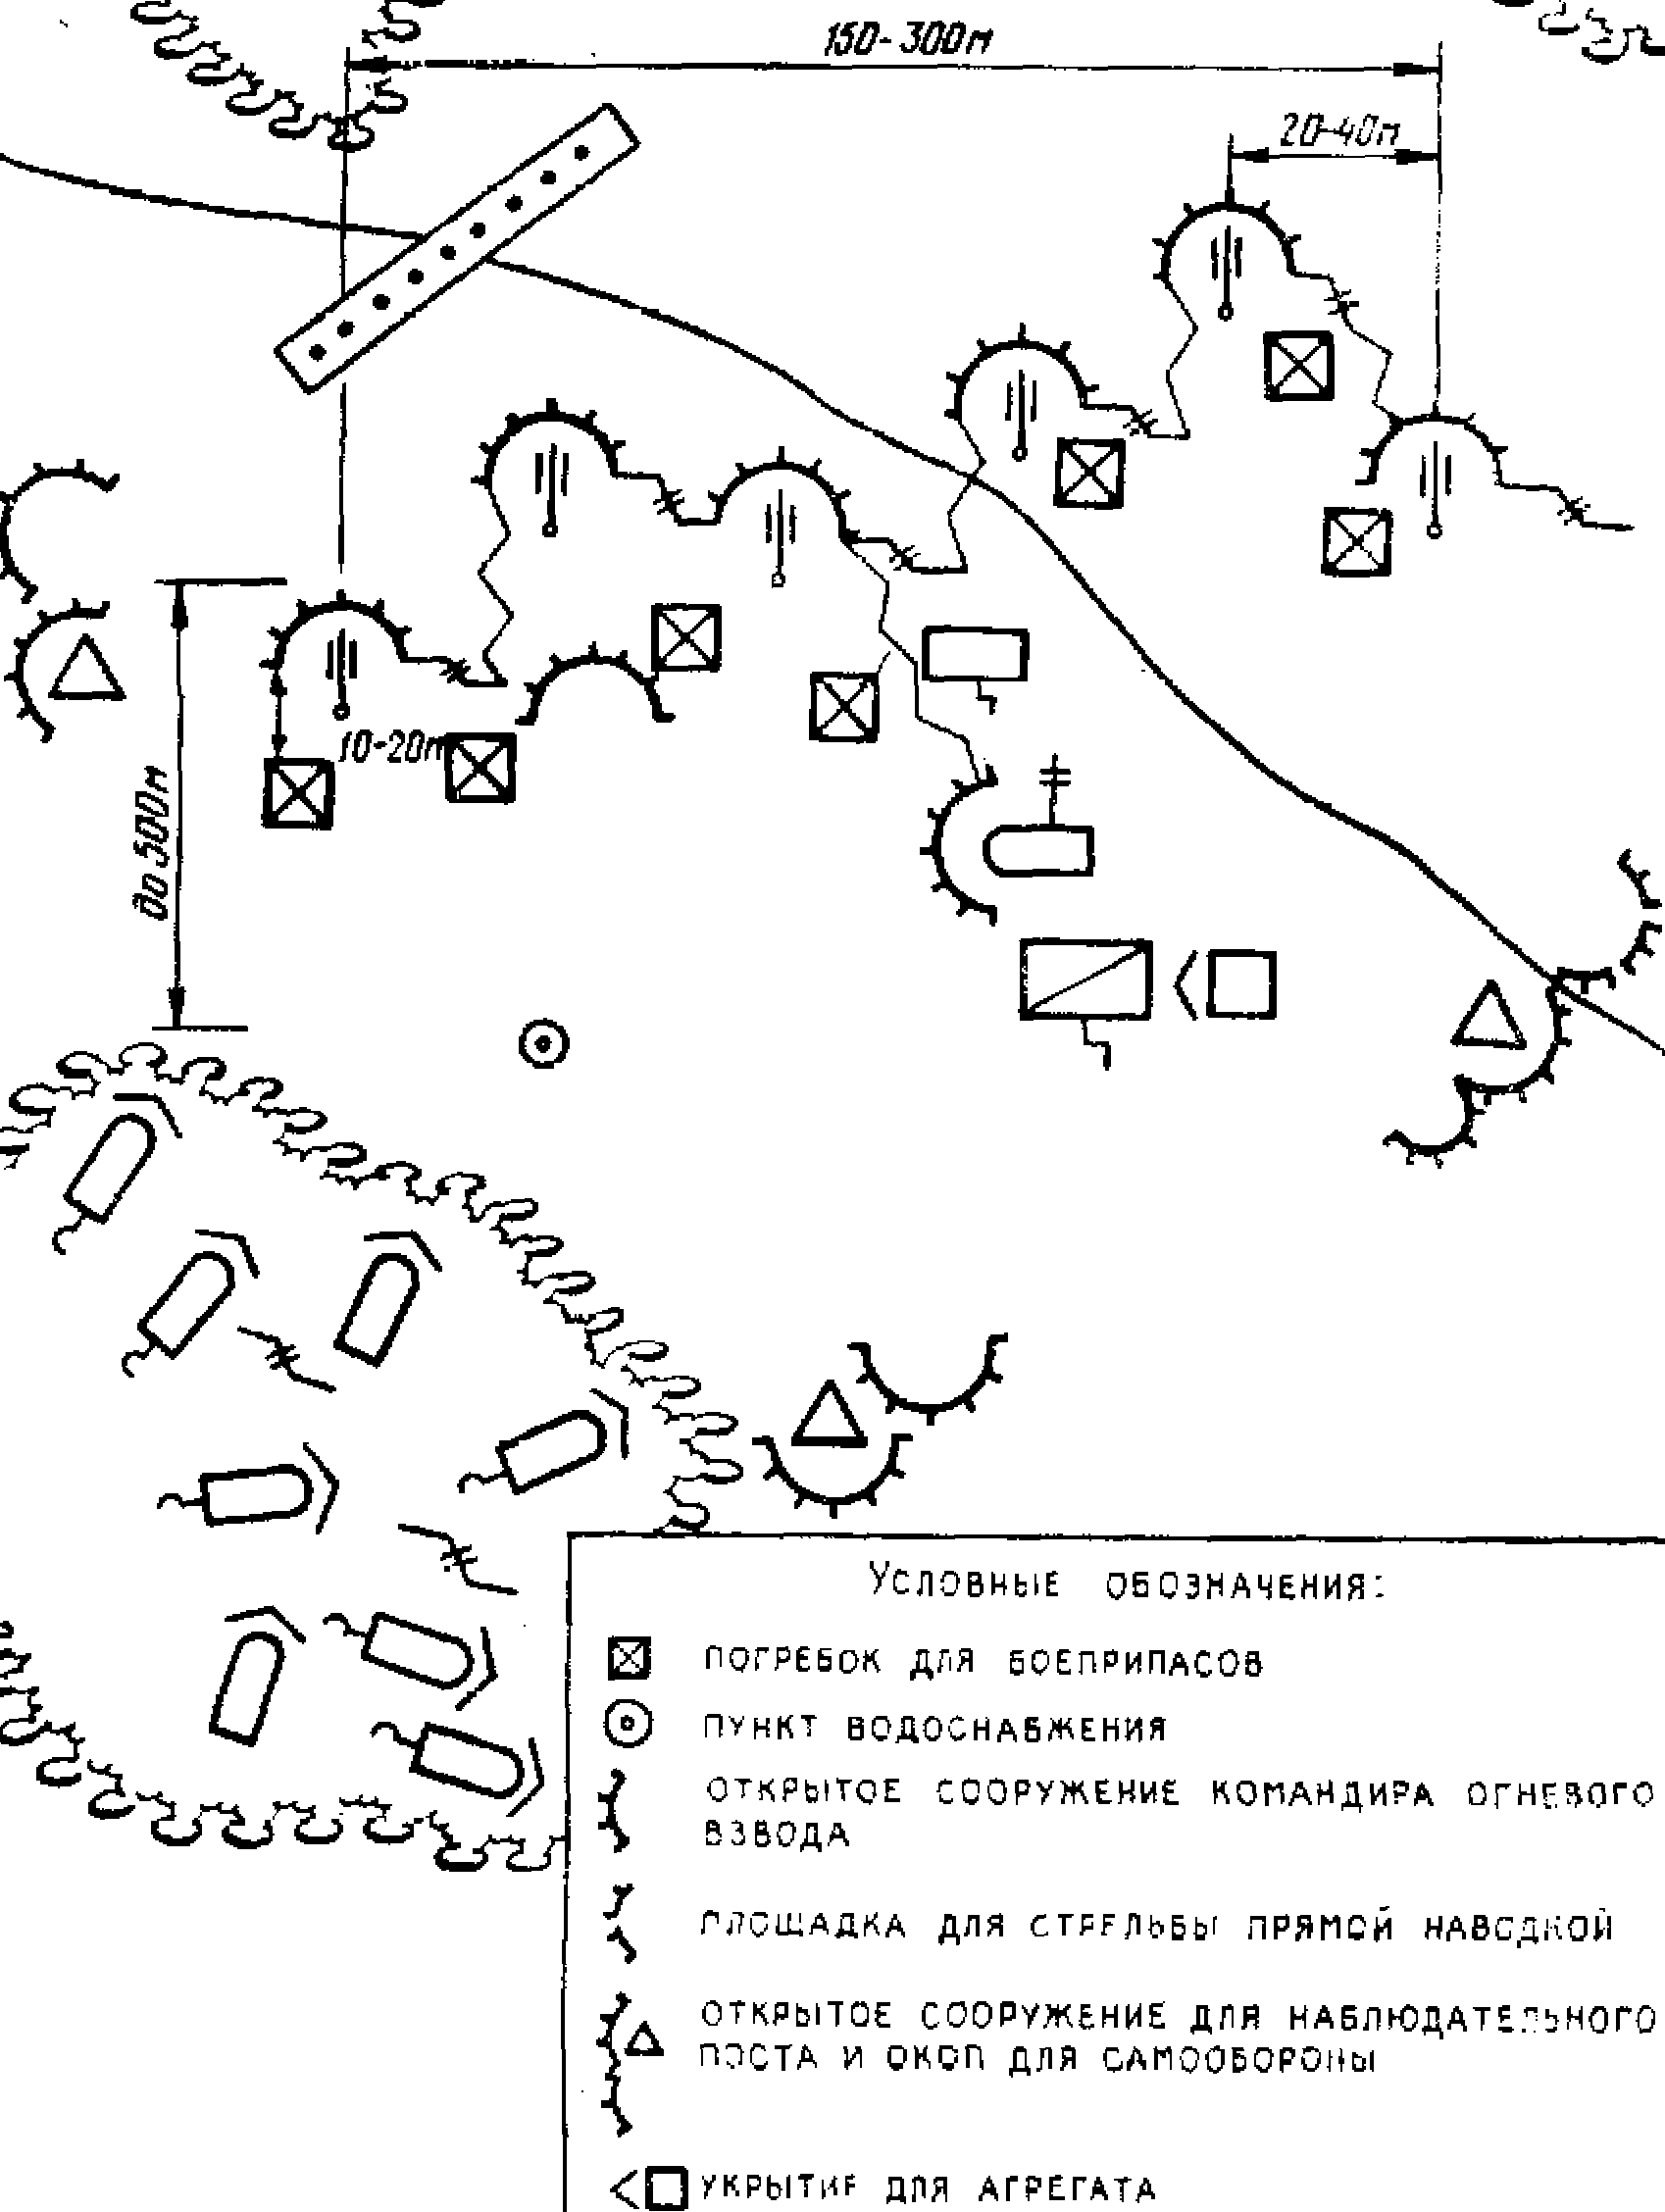 150-300м
20-40м
10-20м
до 500м
Условные обозначения:
погребок для боеприпасов
пункт водоснабжения
открытое сооружение командира огневого
взвода
площадка для стрельбы прямой наводкой
открытое сооружение для наблюдательного
поста и окоп для самообороны
укрытие для агрегата